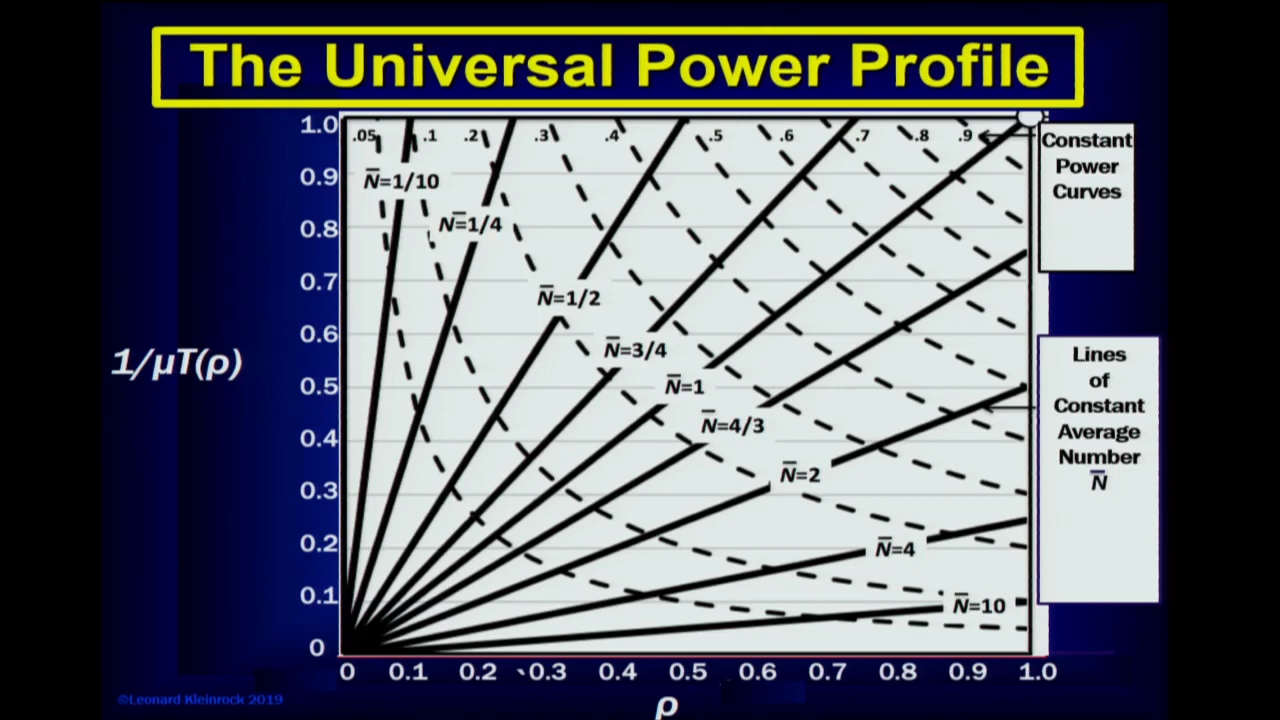 The Universal Power Profile
1.0
0.9
0.8
0.7
0.6
0.5
0.4
0.3
0.2
0.1
0
1/μT(ρ)
.05 .1 .2 .3 .4 .5 .6 .7 .8 .9
N̅=1/10
N̅=1/4
N̅=1/2
N̅=3/4
N̅=1
N̅=4/3
N̅=2
N̅=4
N̅=10
Constant
Power
Curves
Lines
of
Constant
Average
Number
N̅
0 0.1 0.2 0.3 0.4 0.5 0.6 0.7 0.8 0.9 1.0
ρ
©Leonard Kleinrock 2019